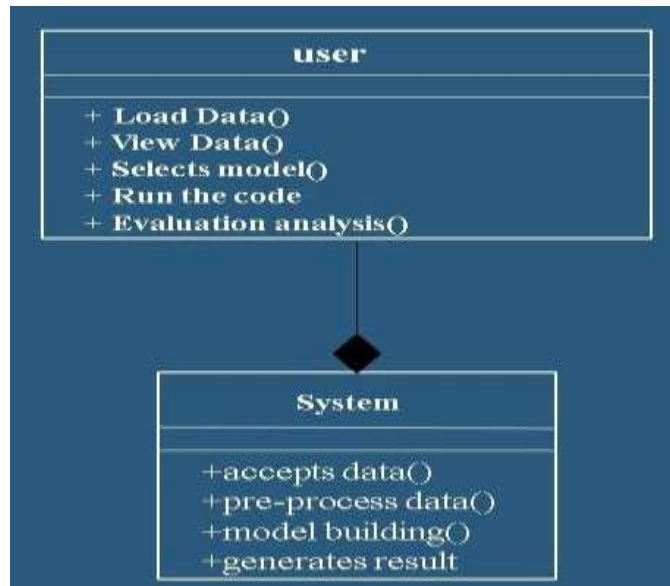 user
+ Load Data()
+ View Data()
+ Selects model()
+ Run the code
+ Evaluation analysis()
System
+accepts data()
+pre-process data()
+model building()
+generates result